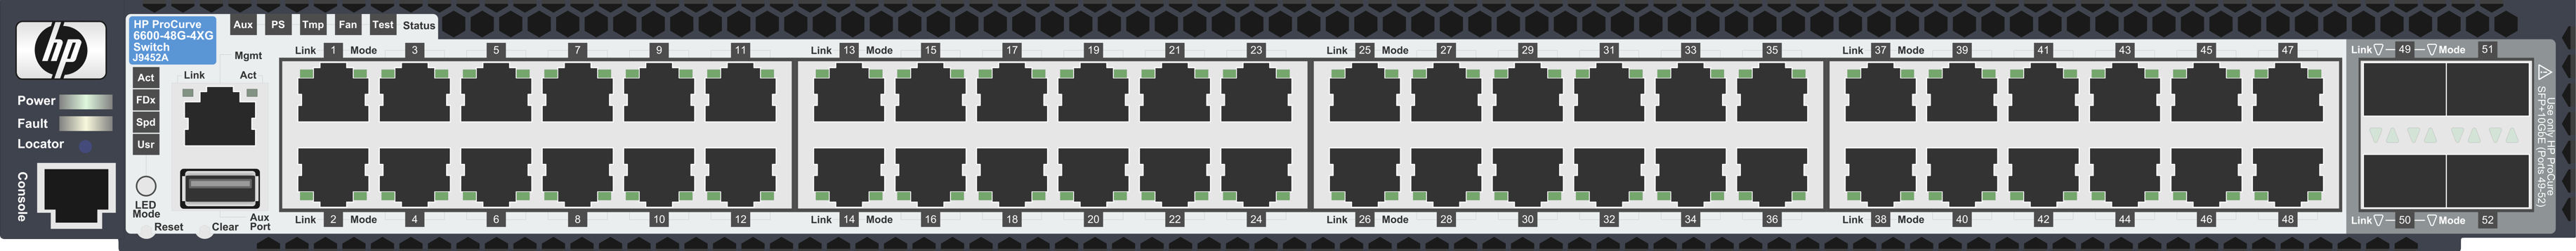 hp
HP ProCurve
6600-48G-4XG
Switch
J9452A
Aux PS Tmp Fan Test Status
Mgmt
Link Act
Act
FDx
Spd
Usr
Power
Fault
Locator
Console
LED
Mode
Reset
Clear
Aux
Port
Link 1 Mode 3 5 7 9 11
Link 13 Mode 15 17 19 21 23
Link 25 Mode 27 29 31 33 35
Link 37 Mode 39 41 43 45 47
Link 49 Mode 51
Link 2 Mode 4 6 8 10 12
Link 14 Mode 16 18 20 22 24
Link 26 Mode 28 30 32 34 36
Link 38 Mode 40 42 44 46 48
Link 50 Mode 52
Use only HP ProCurve
SFP+10GbE (Ports 49-52)